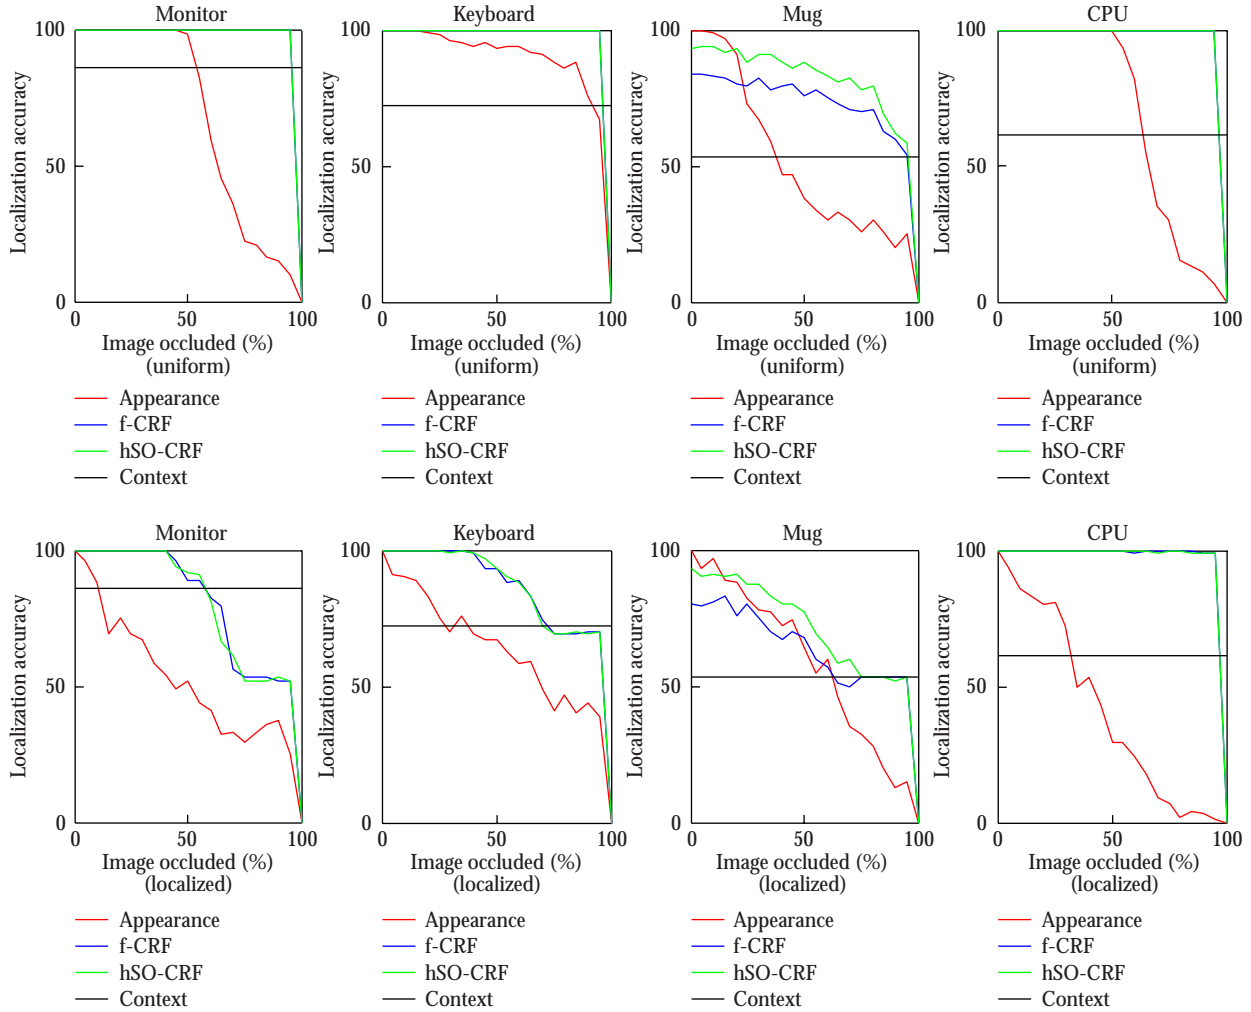 Monitor
Keyboard
Mug
CPU
Localization accuracy
100
50
0
0
50
100
Image occluded (%)
(uniform)
Localization accuracy
100
50
0
0
50
100
Image occluded (%)
(uniform)
Localization accuracy
100
50
0
0
50
100
Image occluded (%)
(uniform)
Localization accuracy
100
50
0
0
50
100
Image occluded (%)
(uniform)
Appearance
f-CRF
hSO-CRF
Context
Appearance
f-CRF
hSO-CRF
Context
Appearance
f-CRF
hSO-CRF
Context
Appearance
f-CRF
hSO-CRF
Context
Monitor
Keyboard
Mug
CPU
Localization accuracy
100
50
0
0
50
100
Image occluded (%)
(localized)
Localization accuracy
100
50
0
0
50
100
Image occluded (%)
(localized)
Localization accuracy
100
50
0
0
50
100
Image occluded (%)
(localized)
Localization accuracy
100
50
0
0
50
100
Image occluded (%)
(localized)
Appearance
f-CRF
hSO-CRF
Context
Appearance
f-CRF
hSO-CRF
Context
Appearance
f-CRF
hSO-CRF
Context
Appearance
f-CRF
hSO-CRF
Context